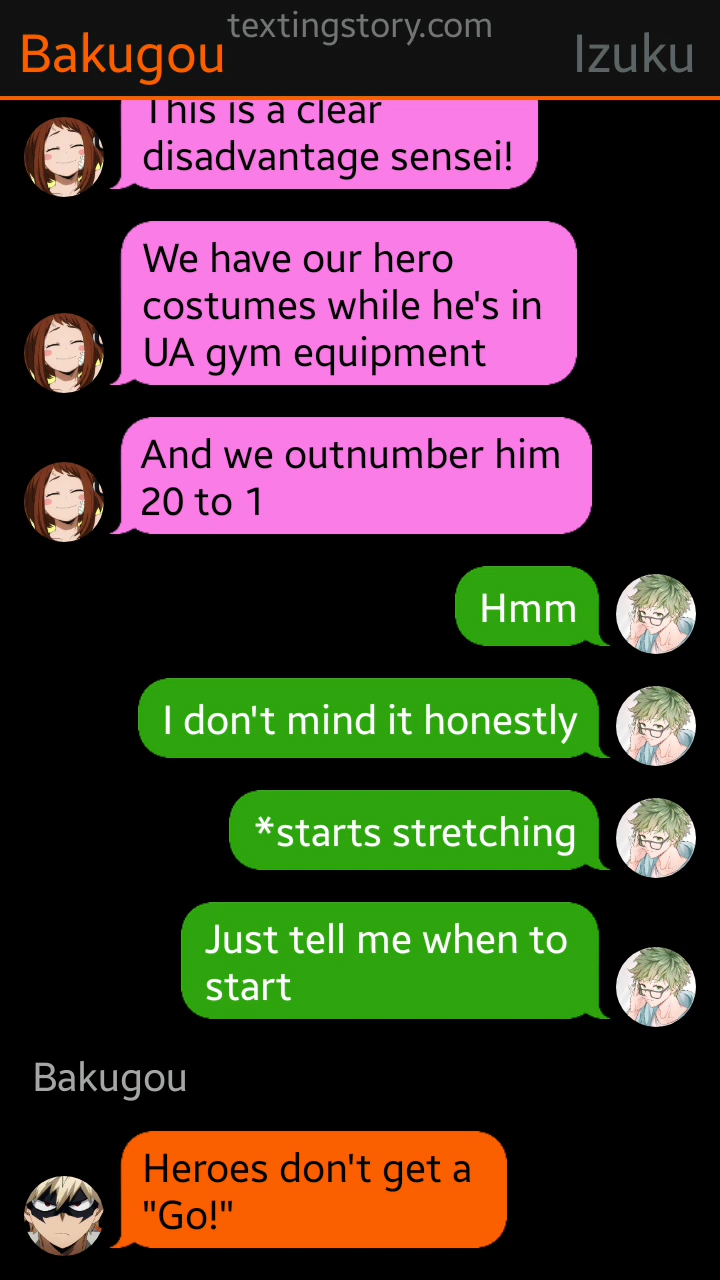 textingstory.com
Bakugou
Izuku
This is a clear
disadvantage sensei!
We have our hero
costumes while he's in
UA gym equipment
And we outnumber him
20 to 1
Hmm
I don't mind it honestly
*starts stretching
Just tell me when to
start
Bakugou
Heroes don't get a
"Go!"